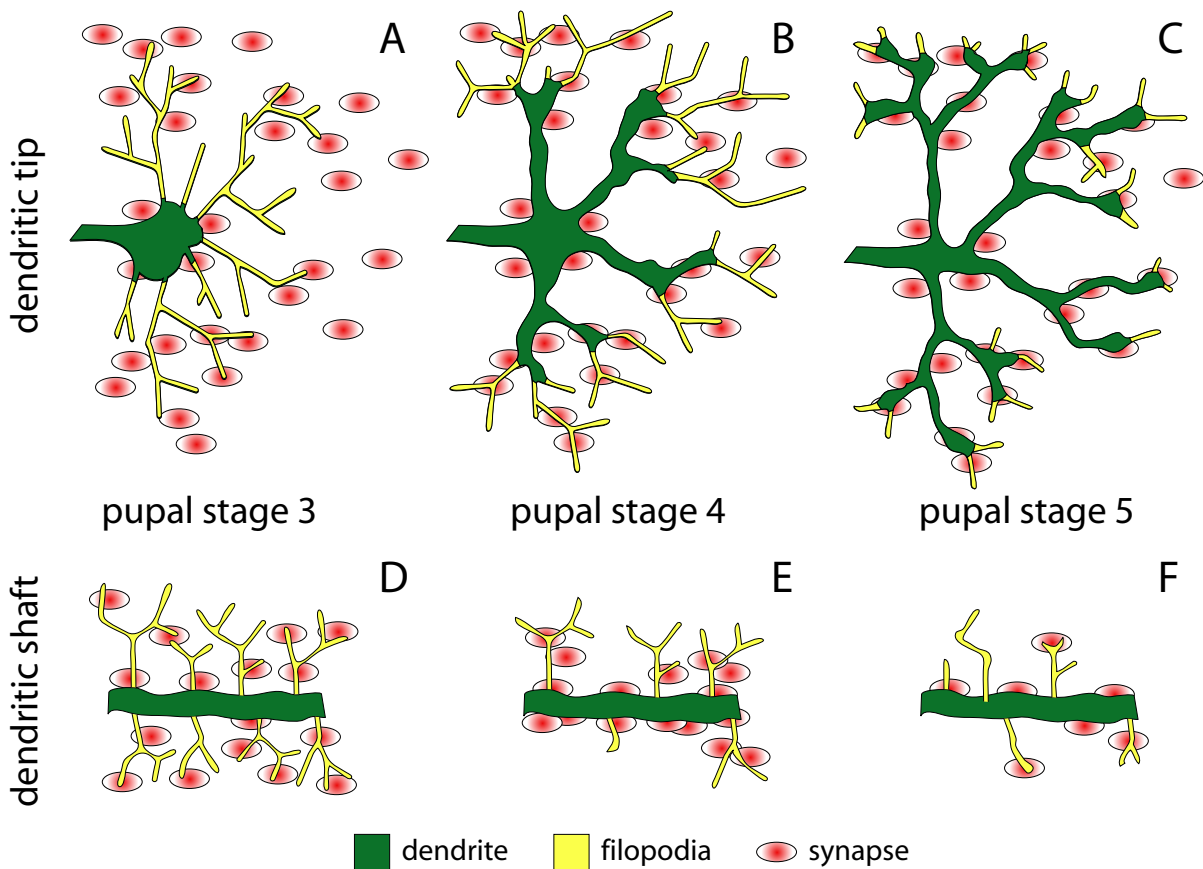 A
B
C
dendritic tip
pupal stage 3
pupal stage 4
pupal stage 5
D
E
F
dendritic shaft
dendrite
filopodia
synapse